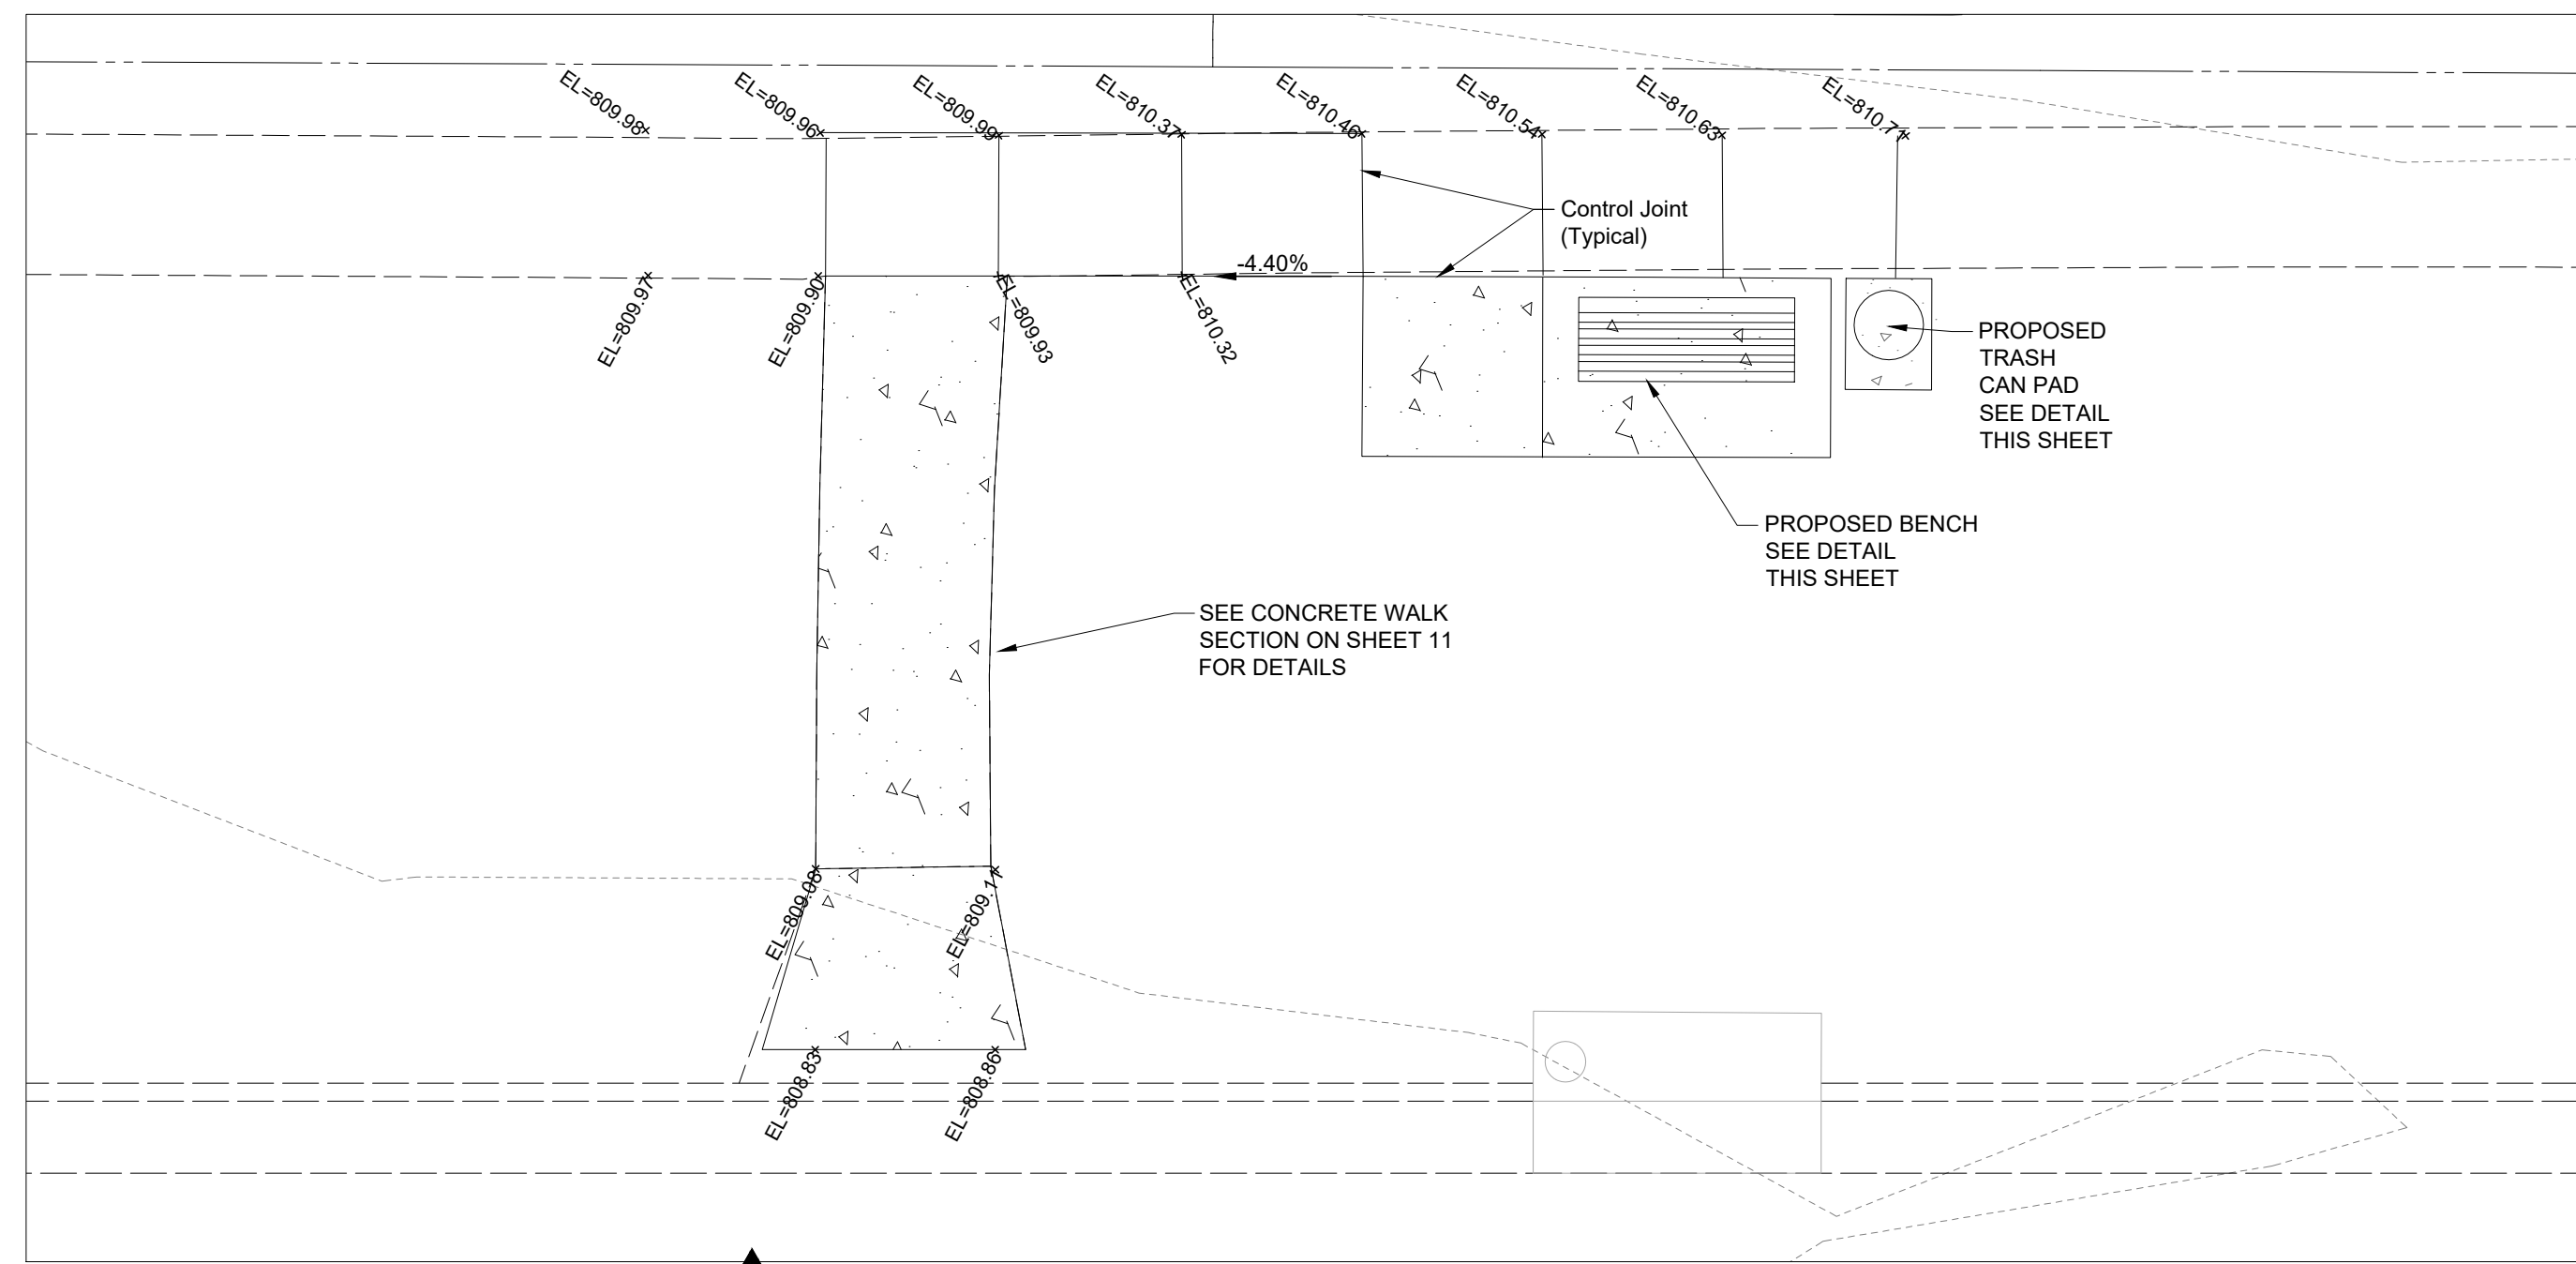 EL=809.98
EL=809.96
EL=809.99
EL=810.37
EL=810.46
EL=810.54
EL=810.63
EL=810.71
Control Joint
(Typical)
-4.40%
EL=809.97
EL=809.90
EL=809.93
EL=810.32
PROPOSED
TRASH
CAN PAD
SEE DETAIL
THIS SHEET
PROPOSED BENCH
SEE DETAIL
THIS SHEET
SEE CONCRETE WALK
SECTION ON SHEET 11
FOR DETAILS
EL=809.08
EL=809.11
EL=808.83
EL=808.86